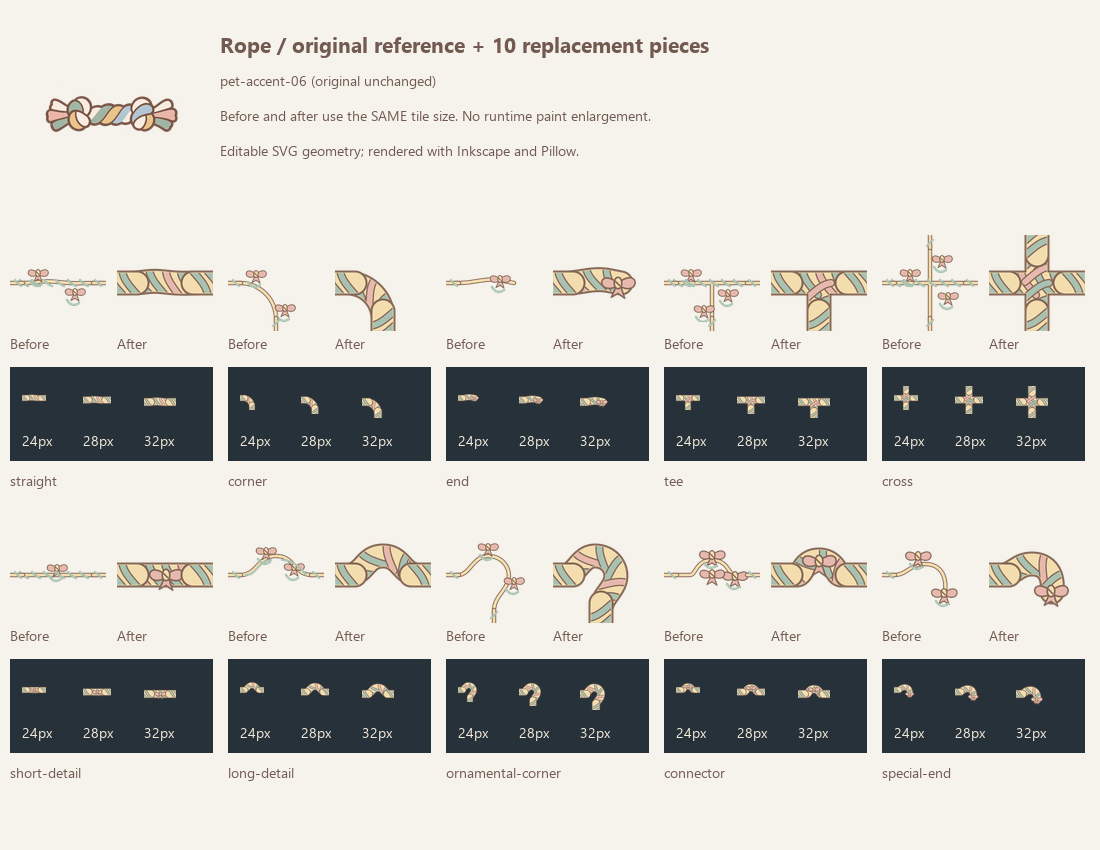 Rope / original reference + 10 replacement pieces
pet-accent-06 (original unchanged)
Before and after use the SAME tile size. No runtime paint enlargement.
Editable SVG geometry; rendered with Inkscape and Pillow.
Before After Before After Before After Before After Before After
24px 28px 32px 24px 28px 32px 24px 28px 32px 24px 28px 32px 24px 28px 32px
straight corner end tee cross
Before After Before After Before After Before After Before After
24px 28px 32px 24px 28px 32px 24px 28px 32px 24px 28px 32px 24px 28px 32px
short-detail long-detail ornamental-corner connector special-end